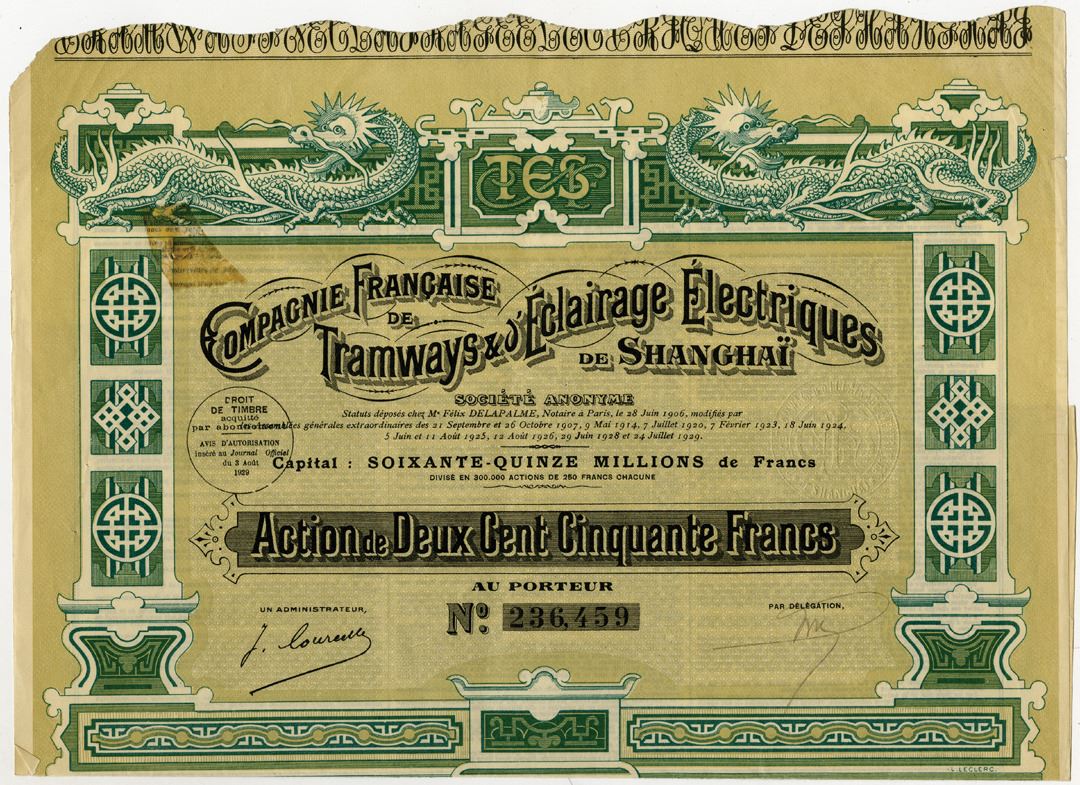 TES
COMPAGNIE FRANÇAISE
DE
TRAMWAYS & D'ÉCLAIRAGE ÉLECTRIQUES
DE SHANGHAÏ
SOCIÉTÉ ANONYME
Statuts déposés chez Me Félix DELAPALME, Notaire à Paris, le 28 Juin 1906, modifiés par
assemblées générales extraordinaires des 21 Septembre et 26 Octobre 1907, 9 Mai 1914, 7 Juillet 1920, 7 Février 1923, 18 Juin 1924,
5 Juin et 11 Août 1925, 12 Août 1926, 29 Juin 1928 et 24 Juillet 1929.
DROIT
DE TIMBRE
acquitté
par abonnement
AVIS D'AUTORISATION
inséré au Journal Officiel
du 3 Août
1929
Capital : SOIXANTE-QUINZE MILLIONS de Francs
DIVISÉ EN 300.000 ACTIONS DE 250 FRANCS CHACUNE
Action de Deux Cent Cinquante Francs
AU PORTEUR
UN ADMINISTRATEUR,
Nº 236,459
PAR DÉLÉGATION,
L. LECLERC.